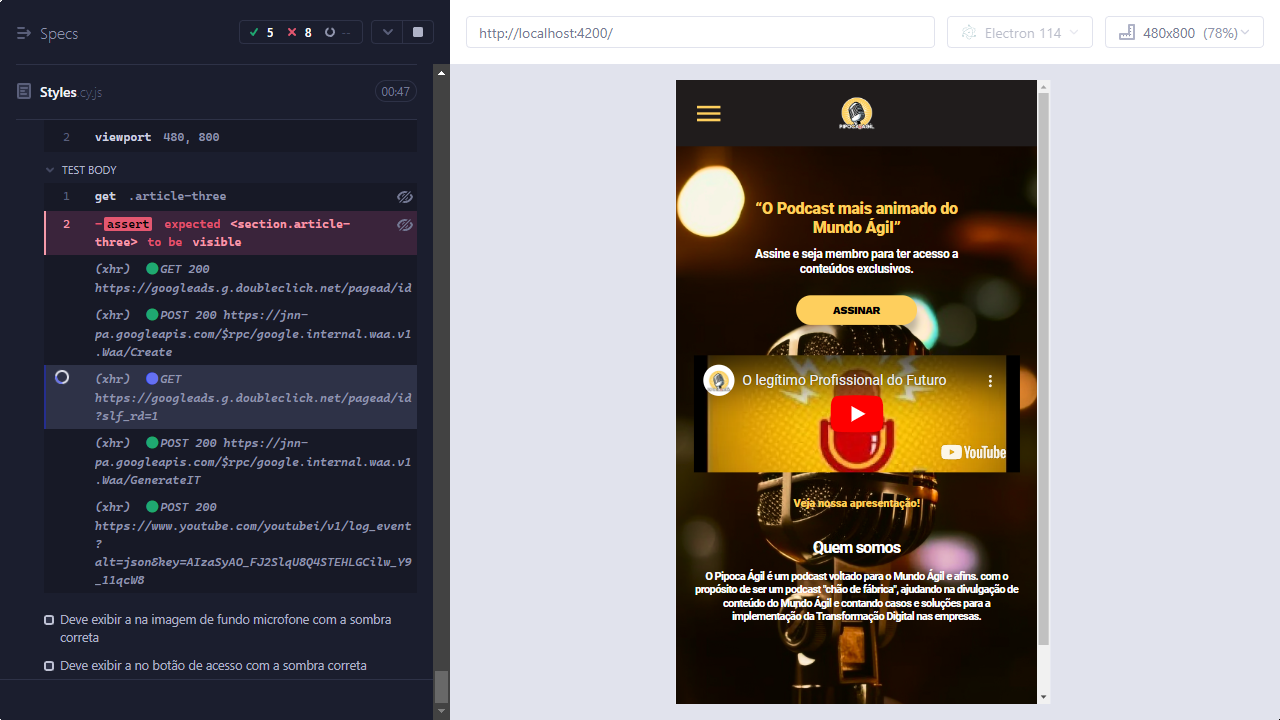 Specs
5
8
--
http://localhost:4200/
Electron 114
480x800 (78%)
Styles.cy.js
00:47
2 viewport 480, 800
TEST BODY
1 get .article-three
2 -assert expected <section.article-
three> to be visible
(xhr) GET 200
https://googleads.g.doubleclick.net/pagead/id
(xhr) POST 200 https://jnn-
pa.googleapis.com/$rpc/google.internal.waa.v1
.Waa/Create
(xhr) GET
https://googleads.g.doubleclick.net/pagead/id
?slf_rd=1
(xhr) POST 200 https://jnn-
pa.googleapis.com/$rpc/google.internal.waa.v1
.Waa/GenerateIT
(xhr) POST 200
https://www.youtube.com/youtubei/v1/log_event
?
alt=json&key=AIzaSyAO_FJ2SlqU8Q4STEHLGCilw_Y9
_11qcW8
Deve exibir a na imagem de fundo microfone com a sombra
correta
Deve exibir a no botão de acesso com a sombra correta
PIPOCAÁGIL
“O Podcast mais animado do
Mundo Ágil”
Assine e seja membro para ter acesso a
conteúdos exclusivos.
ASSINAR
O legítimo Profissional do Futuro
YouTube
Veja nossa apresentação!
Quem somos
O Pipoca Ágil é um podcast voltado para o Mundo Ágil e afins. com o
propósito de ser um podcast "chão de fábrica", ajudando na divulgação de
conteúdo do Mundo Ágil e contando casos e soluções para a
implementação da Transformação Digital nas empresas.